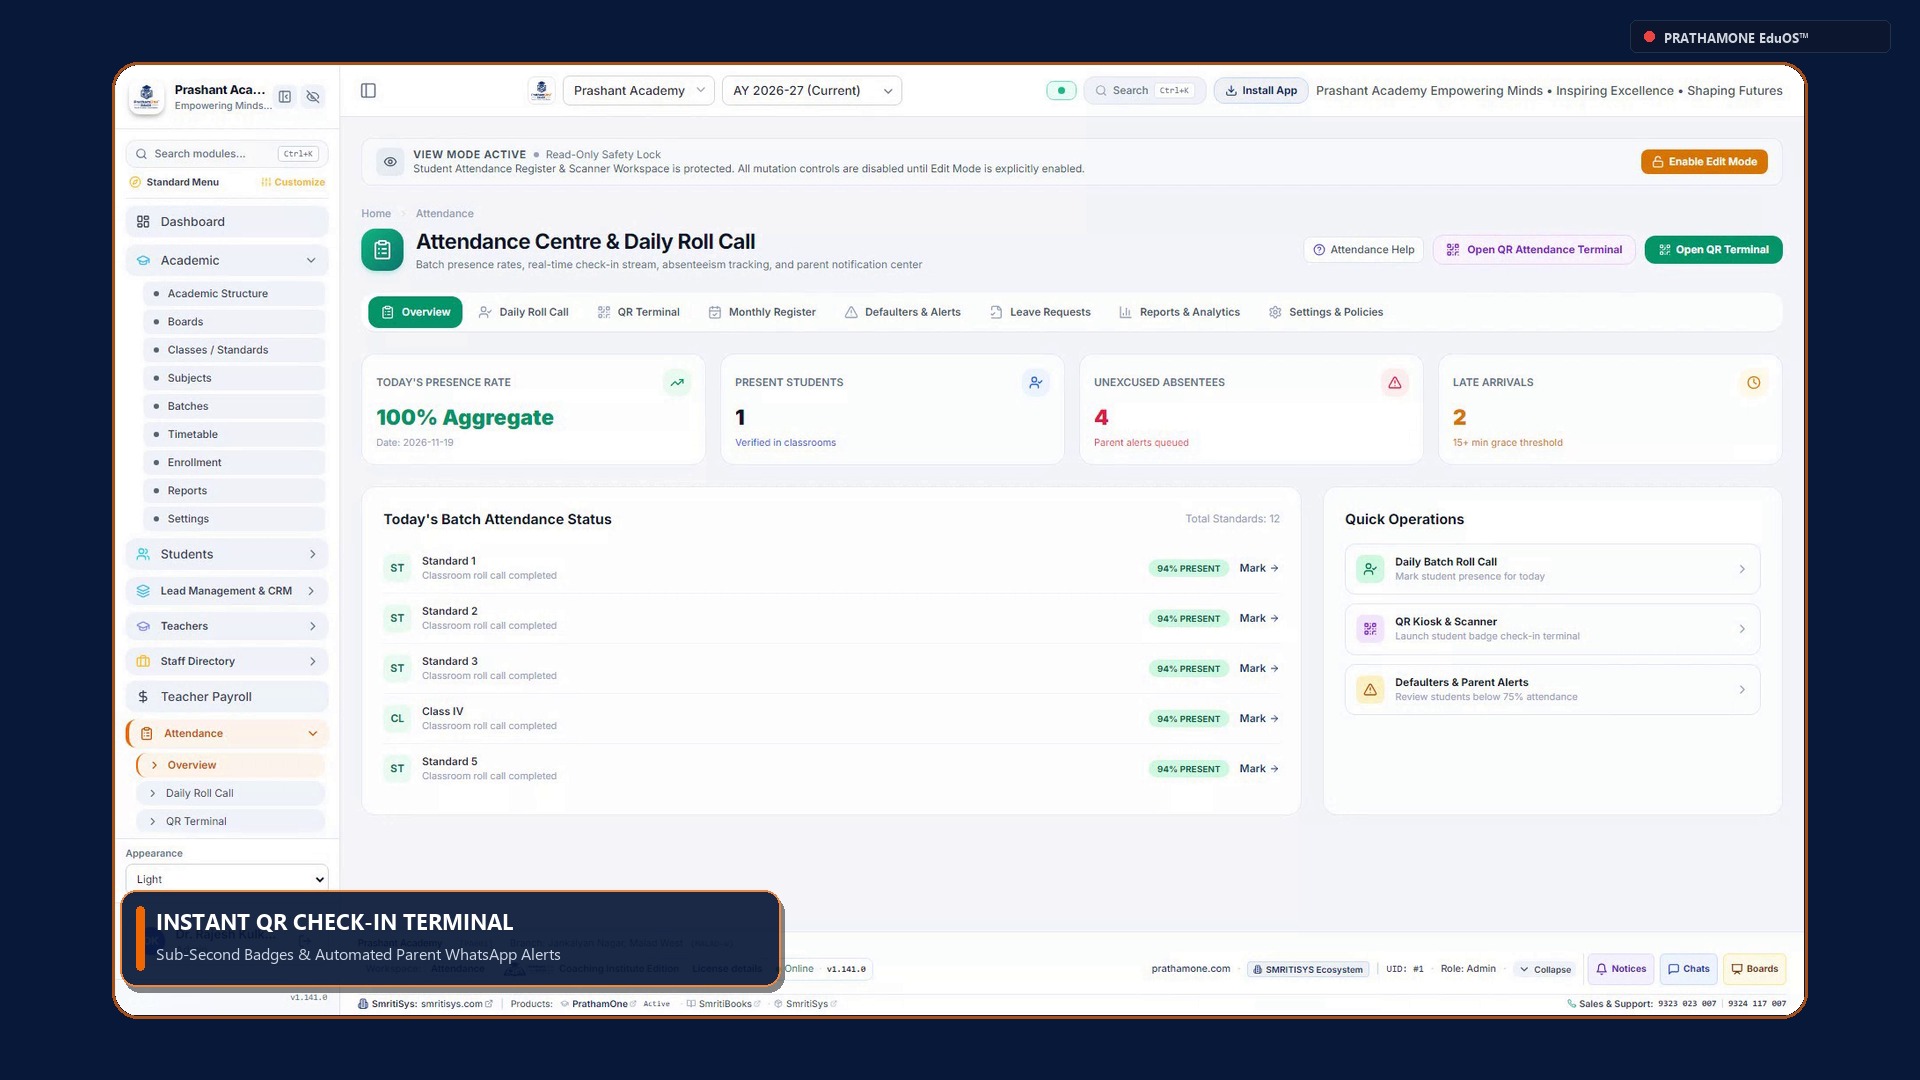 PRATHAMONE EduOS™
Prashant Aca...
Empowering Minds...
Prashant Academy
AY 2026-27 (Current)
Search Ctrl+K
Install App
Prashant Academy Empowering Minds • Inspiring Excellence • Shaping Futures
Search modules... Ctrl+K
Standard Menu
Customize
Dashboard
Academic
Academic Structure
Boards
Classes / Standards
Subjects
Batches
Timetable
Enrollment
Reports
Settings
Students
Lead Management & CRM
Teachers
Staff Directory
Teacher Payroll
Attendance
Overview
Daily Roll Call
QR Terminal
Appearance
Light
v1.141.0
VIEW MODE ACTIVE • Read-Only Safety Lock
Student Attendance Register & Scanner Workspace is protected. All mutation controls are disabled until Edit Mode is explicitly enabled.
Enable Edit Mode
Home > Attendance
Attendance Centre & Daily Roll Call
Batch presence rates, real-time check-in stream, absenteeism tracking, and parent notification center
Attendance Help
Open QR Attendance Terminal
Open QR Terminal
Overview
Daily Roll Call
QR Terminal
Monthly Register
Defaulters & Alerts
Leave Requests
Reports & Analytics
Settings & Policies
TODAY'S PRESENCE RATE
100% Aggregate
Date: 2026-11-19
PRESENT STUDENTS
1
Verified in classrooms
UNEXCUSED ABSENTEES
4
Parent alerts queued
LATE ARRIVALS
2
15+ min grace threshold
Today's Batch Attendance Status
Total Standards: 12
ST Standard 1 94% PRESENT Mark →
Classroom roll call completed
ST Standard 2 94% PRESENT Mark →
Classroom roll call completed
ST Standard 3 94% PRESENT Mark →
Classroom roll call completed
CL Class IV 94% PRESENT Mark →
Classroom roll call completed
ST Standard 5 94% PRESENT Mark →
Classroom roll call completed
Quick Operations
Daily Batch Roll Call
Mark student presence for today
QR Kiosk & Scanner
Launch student badge check-in terminal
Defaulters & Parent Alerts
Review students below 75% attendance
INSTANT QR CHECK-IN TERMINAL
Sub-Second Badges & Automated Parent WhatsApp Alerts
Online · v1.141.0
prathamone.com · SMRITISYS Ecosystem | UID: #1 · Role: Admin · Collapse
Notices
Chats
Boards
SmritiSys: smritisys.com | Products: PrathamOne Active · SmritiBooks · SmritiSys
Sales & Support: 9323 023 007 | 9324 117 007